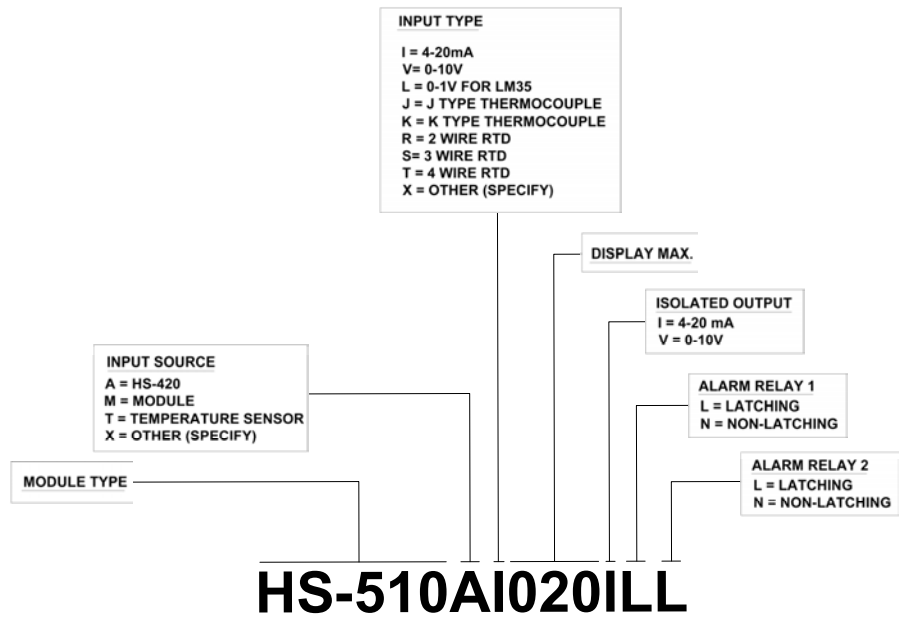 INPUT TYPE
I = 4-20mA
V= 0-10V
L = 0-1V FOR LM35
J = J TYPE THERMOCOUPLE
K = K TYPE THERMOCOUPLE
R = 2 WIRE RTD
S= 3 WIRE RTD
T = 4 WIRE RTD
X = OTHER (SPECIFY)
DISPLAY MAX.
ISOLATED OUTPUT
I = 4-20 mA
V = 0-10V
INPUT SOURCE
A = HS-420
M = MODULE
T = TEMPERATURE SENSOR
X = OTHER (SPECIFY)
ALARM RELAY 1
L = LATCHING
N = NON-LATCHING
MODULE TYPE
ALARM RELAY 2
L = LATCHING
N = NON-LATCHING
HS-510AI020ILL